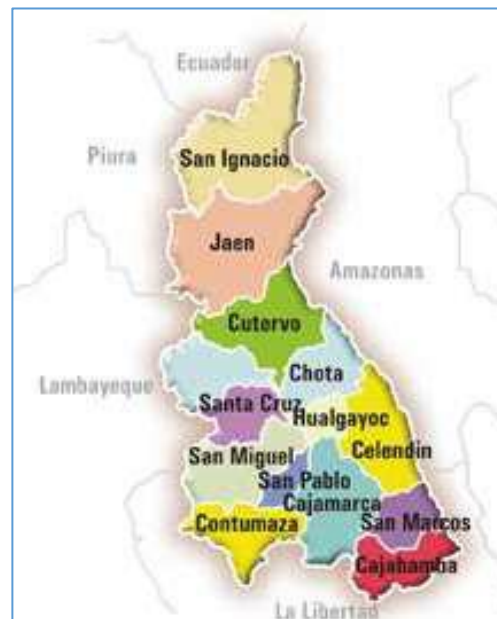 Ecuador
Piura
San Ignacio
Jaen
Amazonas
Cutervo
Lambayeque
Chota
Santa Cruz
Hualgayoc
San Miguel
Celendin
San Pablo
Cajamarca
Contumaza
San Marcos
Cajabamba
La Libertad